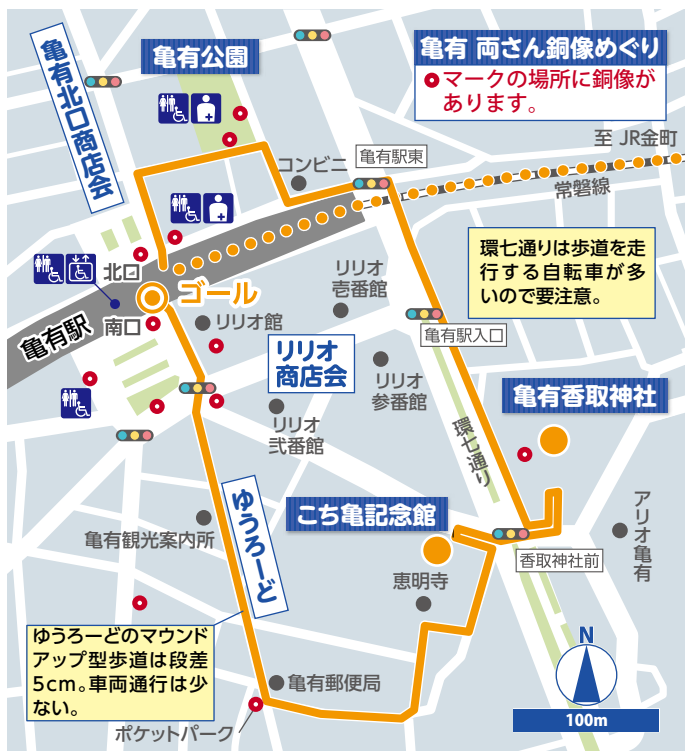 亀有 両さん銅像めぐり
マークの場所に銅像が
あります。
亀有公園
亀有北口商店会
至 JR金町
コンビニ
亀有駅東
常磐線
環七通りは歩道を走
行する自転車が多
いので要注意。
北口
ゴール
リリオ
壱番館
亀有駅
南口
リリオ館
亀有駅入口
リリオ
商店会
リリオ
参番館
亀有香取神社
リリオ
弐番館
環七通り
こち亀記念館
ゆうろーど
亀有観光案内所
アリオ亀有
香取神社前
恵明寺
ゆうろーどのマウンド
アップ型歩道は段差
5cm。車両通行は少
ない。
亀有郵便局
ポケットパーク
N
100m